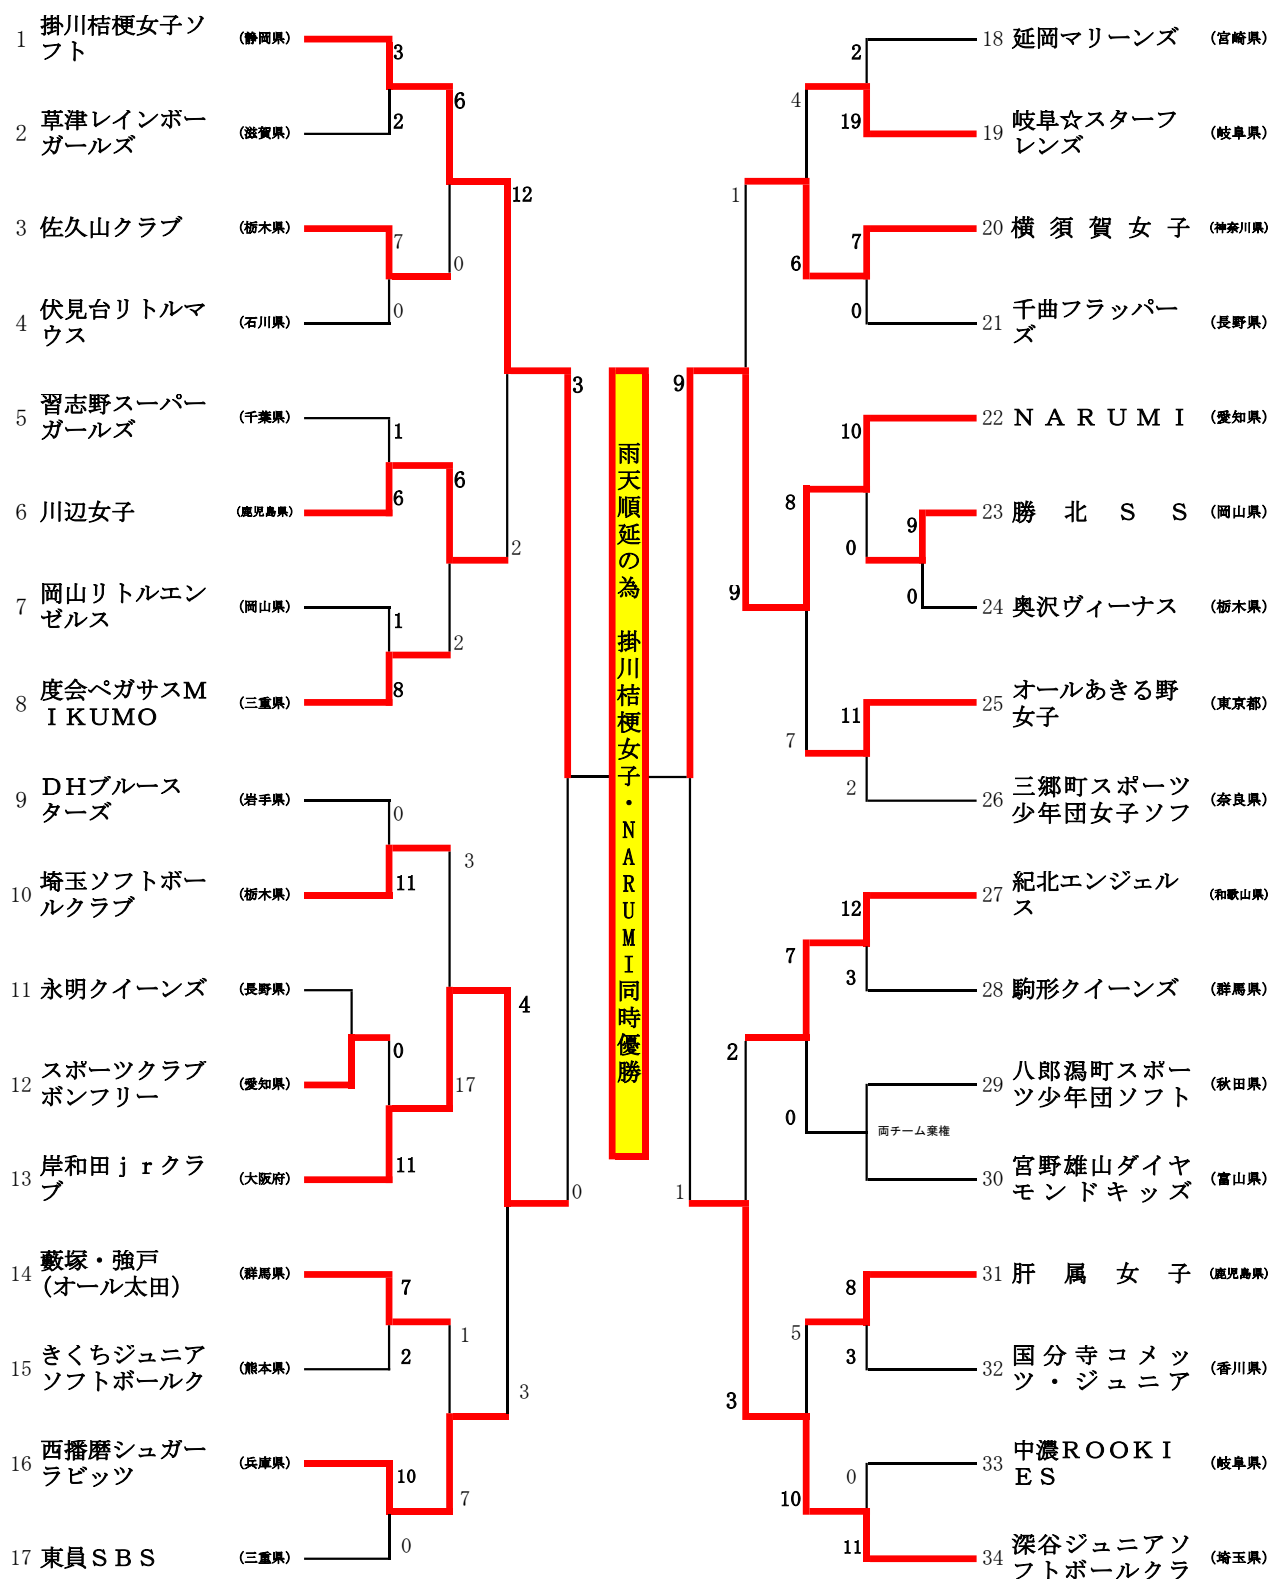 1 掛川桔梗女子ソ
フト (静岡県)
2 草津レインボー
ガールズ (滋賀県)
3 佐久山クラブ (栃木県)
4 伏見台リトルマ
ウス (石川県)
5 習志野スーパー
ガールズ (千葉県)
6 川辺女子 (鹿児島県)
7 岡山リトルエン
ゼルス (岡山県)
8 度会ペガサスM
IKUMO (三重県)
9 DHブルース
ターズ (岩手県)
10 埼玉ソフトボー
ルクラブ (栃木県)
11 永明クイーンズ (長野県)
12 スポーツクラブ
ボンフリー (愛知県)
13 岸和田jrクラ
ブ (大阪府)
14 藪塚・強戸
(オール太田) (群馬県)
15 きくちジュニア
ソフトボールク (熊本県)
16 西播磨シュガー
ラビッツ (兵庫県)
17 東員SBS (三重県)
3
2
6
7
0
0
12
1
6
6
1
8
2
2
3
0
11
3
0
11
17
4
7
2
1
10
0
7
3
0
雨天順延の為 掛川桔梗女子・NARUMI同時優勝
18 延岡マリーンズ (宮崎県)
19 岐阜☆スターフ
レンズ (岐阜県)
20 横須賀女子 (神奈川県)
21 千曲フラッパー
ズ (長野県)
22 NARUMI (愛知県)
23 勝北SS (岡山県)
24 奥沢ヴィーナス (栃木県)
25 オールあきる野
女子 (東京都)
26 三郷町スポーツ
少年団女子ソフ (奈良県)
27 紀北エンジェル
ス (和歌山県)
28 駒形クイーンズ (群馬県)
29 八郎潟町スポー
ツ少年団ソフト (秋田県)
両チーム棄権
30 宮野雄山ダイヤ
モンドキッズ (富山県)
31 肝属女子 (鹿児島県)
32 国分寺コメッ
ツ・ジュニア (香川県)
33 中濃ROOKI
ES (岐阜県)
34 深谷ジュニアソ
フトボールクラ (埼玉県)
2
4
19
1
7
6
0
9
10
8
9
0
0
9
11
7
2
12
7
3
2
0
1
8
5
3
3
0
10
11